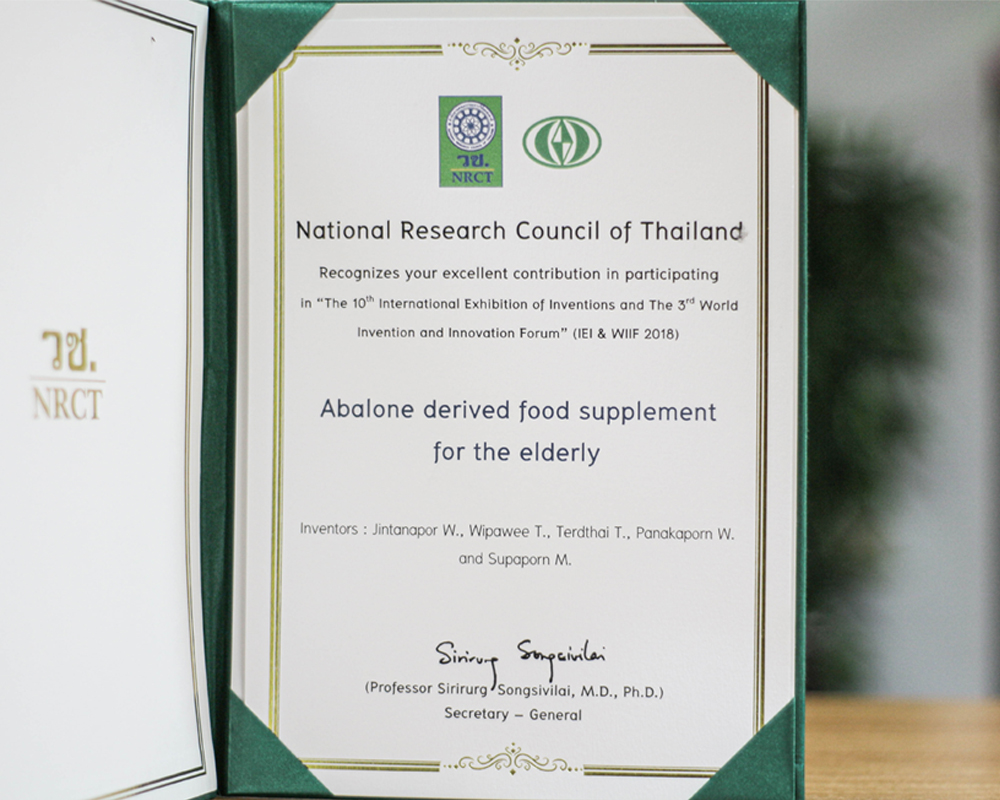 วช.
NRCT
วช.
NRCT
National Research Council of Thailand
Recognizes your excellent contribution in participating
in “The 10th International Exhibition of Inventions and The 3rd World
Invention and Innovation Forum” (IEI & WIIF 2018)
Abalone derived food supplement
for the elderly
Inventors : Jintanapor W., Wipawee T., Terdthai T., Panakaporn W.
and Supaporn M.
Sirirurg Songsivilai
(Professor Sirirurg Songsivilai, M.D., Ph.D.)
Secretary – General